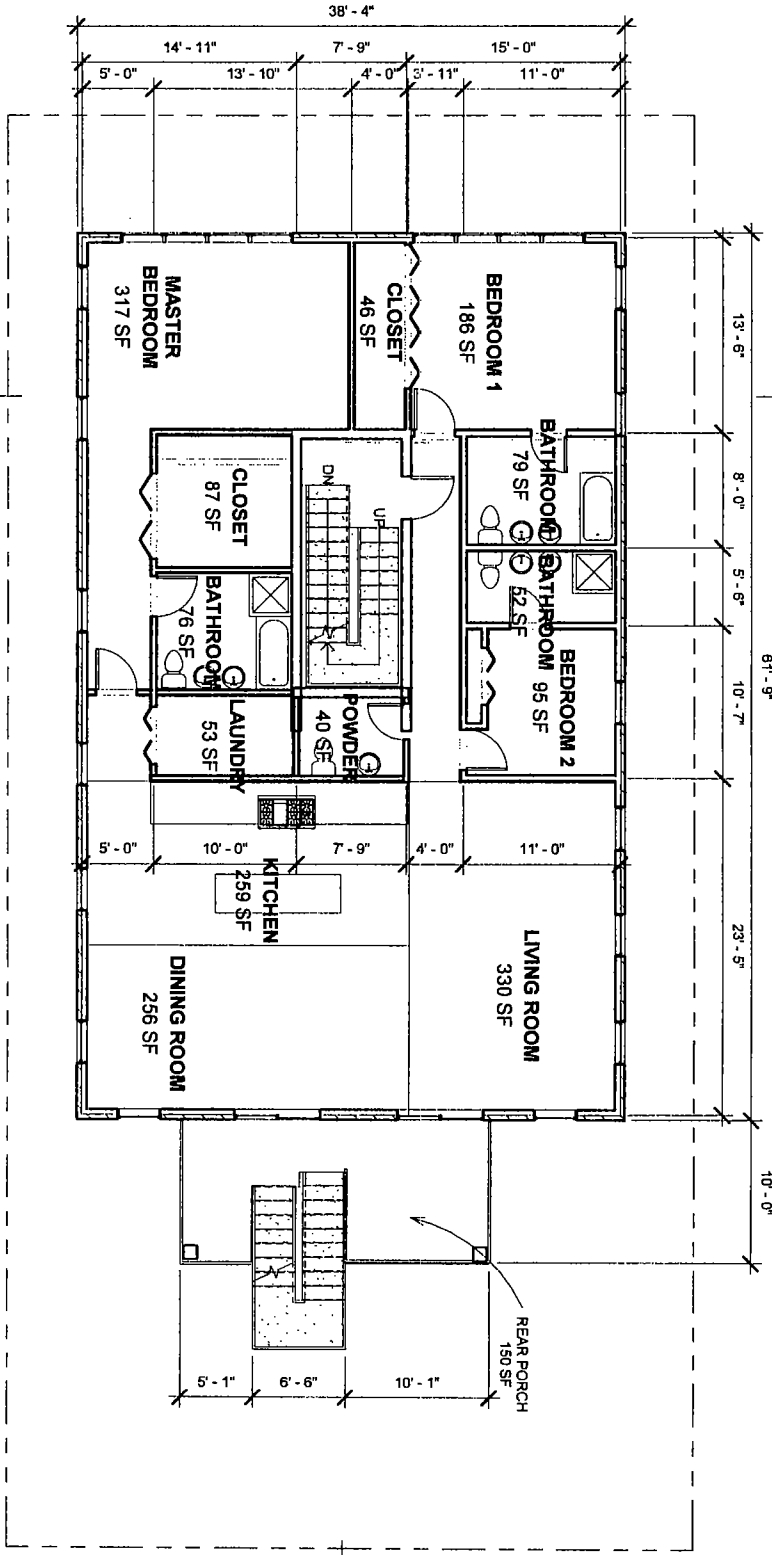 38' - 4"
14' - 11"
7' - 9"
15' - 0"
5' - 0"
13' - 10"
4' - 0"
3' - 11"
11' - 0"
MASTER
BEDROOM
317 SF
CLOSET
46 SF
BEDROOM 1
186 SF
13' - 6"
CLOSET
87 SF
DN
UP
BATHROOM
79 SF
8' - 0"
BATHROOM
76 SF
BATHROOM
52 SF
5' - 6"
61' - 9"
LAUNDRY
53 SF
POWDER
40 SF
BEDROOM 2
95 SF
10' - 7"
5' - 0"
10' - 0"
7' - 9"
4' - 0"
11' - 0"
KITCHEN
259 SF
DINING ROOM
256 SF
LIVING ROOM
330 SF
23' - 5"
10' - 0"
REAR PORCH
150 SF
5' - 1"
6' - 6"
10' - 1"